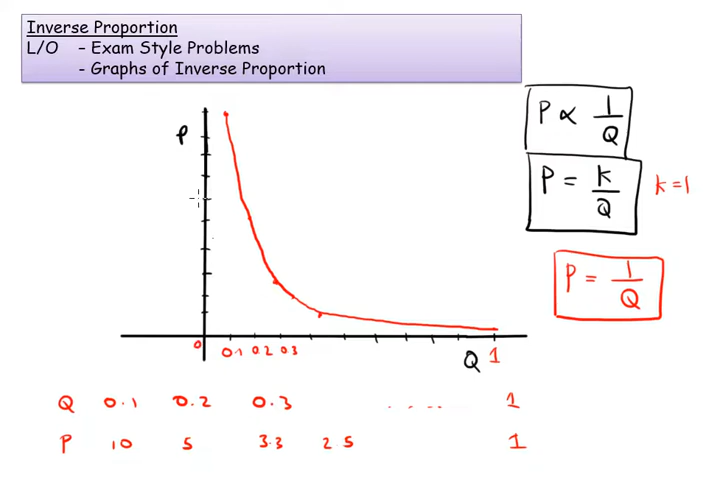 Inverse Proportion
L/O - Exam Style Problems
- Graphs of Inverse Proportion
P
P ∝ 1/Q
P = k/Q
k=1
P = 1/Q
0 0.1 0.2 0.3 Q 1
Q 0.1 0.2 0.3 ..... 1
P 10 5 3.3 2 5 1